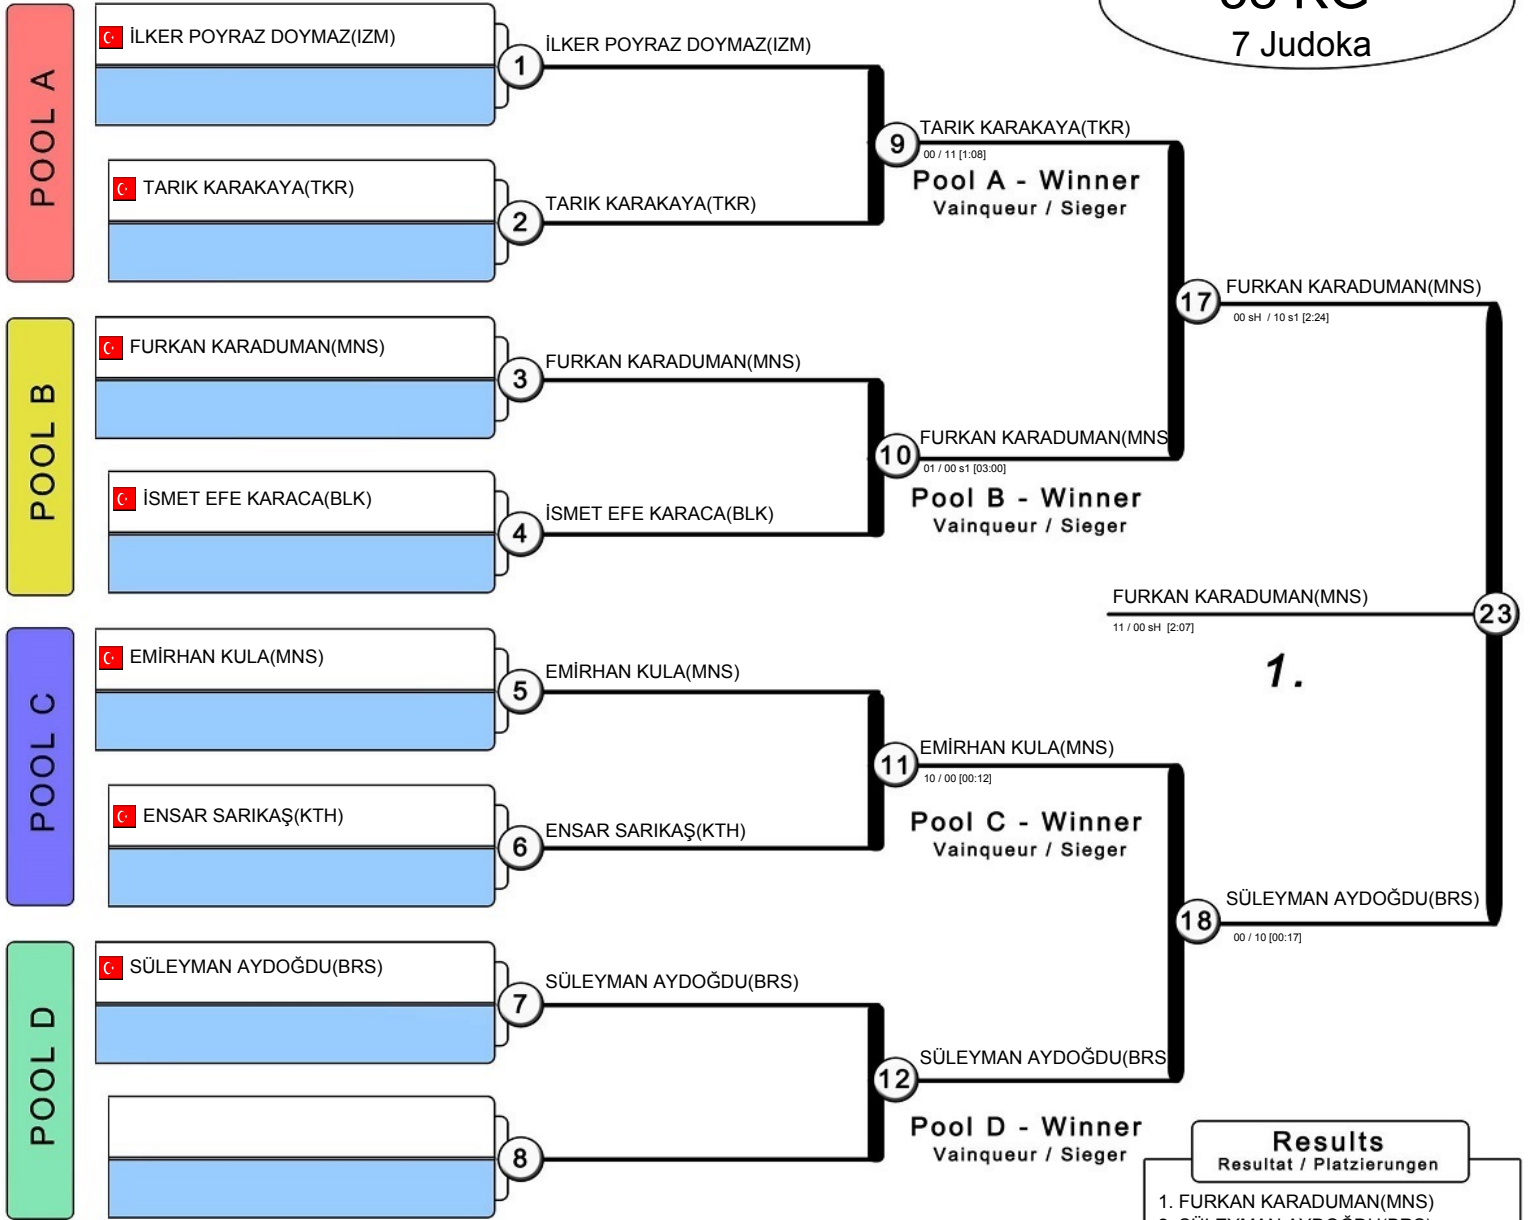 KG
7 Judoka
POOL A
İLKER POYRAZ DOYMAZ(IZM)
1
İLKER POYRAZ DOYMAZ(IZM)
TARIK KARAKAYA(TKR)
2
TARIK KARAKAYA(TKR)
9
TARIK KARAKAYA(TKR)
00 / 11 [1:08]
Pool A - Winner
Vainqueur / Sieger
POOL B
FURKAN KARADUMAN(MNS)
3
FURKAN KARADUMAN(MNS)
İSMET EFE KARACA(BLK)
4
İSMET EFE KARACA(BLK)
10
FURKAN KARADUMAN(MNS
01 / 00 s1 [03:00]
Pool B - Winner
Vainqueur / Sieger
17
FURKAN KARADUMAN(MNS)
00 sH / 10 s1 [2:24]
POOL C
EMİRHAN KULA(MNS)
5
EMİRHAN KULA(MNS)
ENSAR SARIKAŞ(KTH)
6
ENSAR SARIKAŞ(KTH)
11
EMİRHAN KULA(MNS)
10 / 00 [00:12]
Pool C - Winner
Vainqueur / Sieger
POOL D
SÜLEYMAN AYDOĞDU(BRS)
7
SÜLEYMAN AYDOĞDU(BRS)
8
12
SÜLEYMAN AYDOĞDU(BRS
Pool D - Winner
Vainqueur / Sieger
18
SÜLEYMAN AYDOĞDU(BRS)
00 / 10 [00:17]
FURKAN KARADUMAN(MNS)
11 / 00 sH [2:07]
23
1.
Results
Resultat / Platzierungen
1. FURKAN KARADUMAN(MNS)